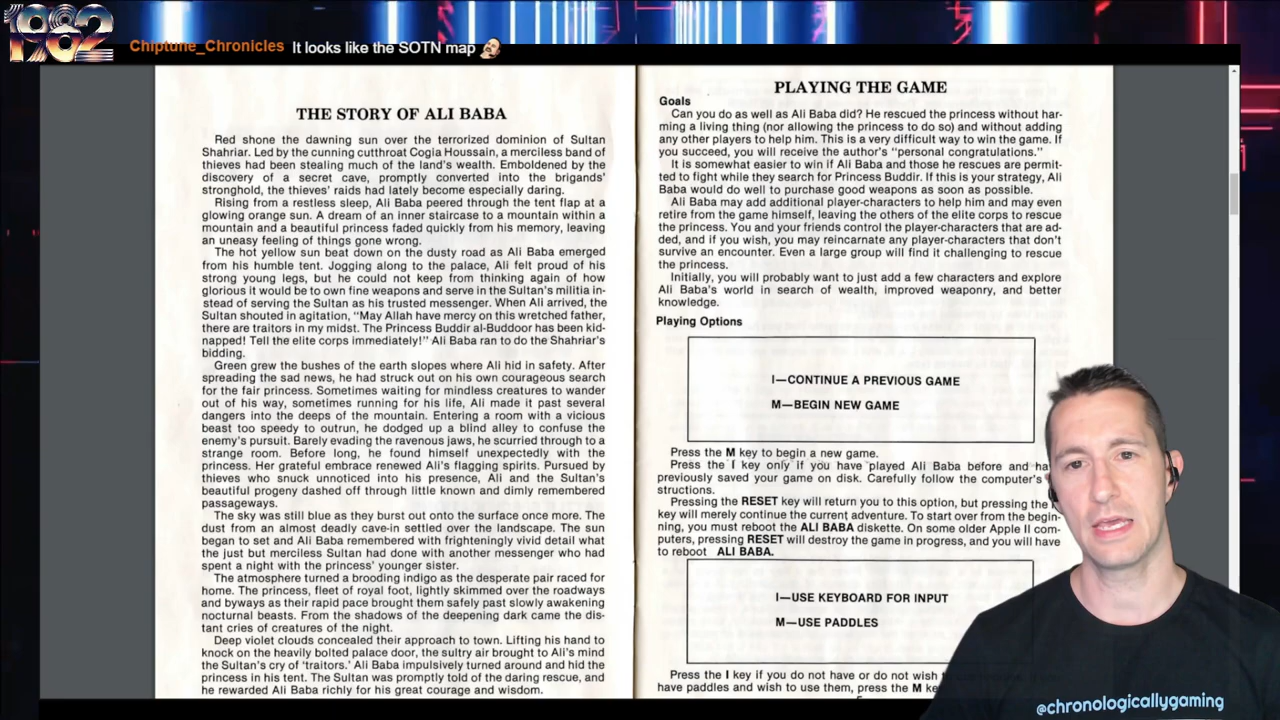 1982
Chiptune_Chronicles It looks like the SOTN map
THE STORY OF ALI BABA
Red shone the dawning sun over the terrorized dominion of Sultan
Shahriar. Led by the cunning cutthroat Cogia Houssain, a merciless band of
thieves had been stealing much of the land's wealth. Emboldened by the
discovery of a secret cave, promptly converted into the brigands'
stronghold, the thieves' raids had lately become especially daring.
Rising from a restless sleep, Ali Baba peered through the tent flap at a
glowing orange sun. A dream of an inner staircase to a mountain within a
mountain and a beautiful princess faded quickly from his memory, leaving
an uneasy feeling of things gone wrong.
The hot yellow sun beat down on the dusty road as Ali Baba emerged
from his humble tent. Jogging along to the palace, Ali felt proud of his
strong young legs, but he could not keep from thinking again of how
glorious it would be to own fine weapons and serve in the Sultan's militia in-
stead of serving the Sultan as his trusted messenger. When Ali arrived, the
Sultan shouted in agitation, "May Allah have mercy on this wretched father,
there are traitors in my midst. The Princess Buddir al-Buddoor has been kid-
napped! Tell the elite corps immediately!" Ali Baba ran to do the Shahriar's
bidding.
Green grew the bushes of the earth slopes where Ali hid in safety. After
spreading the sad news, he had struck out on his own courageous search
for the fair princess. Sometimes waiting for mindless creatures to wander
out of his way, sometimes running for his life, Ali made it past several
dangers into the deeps of the mountain. Entering a room with a vicious
beast too speedy to outrun, he dodged up a blind alley to confuse the
enemy's pursuit. Barely evading the ravenous jaws, he scurried through to a
strange room. Before long, he found himself unexpectedly with the
princess. Her grateful embrace renewed Ali's flagging spirits. Pursued by
thieves who snuck unnoticed into his presence, Ali and the Sultan's
beautiful progeny dashed off through little known and dimly remembered
passageways.
The sky was still blue as they burst out onto the surface once more. The
dust from an almost deadly cave-in settled over the landscape. The sun
began to set and Ali Baba remembered with frighteningly vivid detail what
the just but merciless Sultan had done with another messenger who had
spent a night with the princess' younger sister.
The atmosphere turned a brooding indigo as the desperate pair raced for
home. The princess, fleet of royal foot, lightly skimmed over the roadways
and byways as their rapid pace brought them safely past slowly awakening
nocturnal beasts. From the shadows of the deepening dark came the dis-
tant cries of creatures of the night.
Deep violet clouds concealed their approach to town. Lifting his hand to
knock on the heavily bolted palace door, the sultry air brought to Ali's mind
the Sultan's cry of 'traitors.' Ali Baba impulsively turned around and hid the
princess in his tent. The Sultan was promptly told of the daring rescue, and
he rewarded Ali Baba richly for his great courage and wisdom.
PLAYING THE GAME
Goals
Can you do as well as Ali Baba did? He rescued the princess without har-
ming a living thing (nor allowing the princess to do so) and without adding
any other players to help him. This is a very difficult way to win the game. If
you succeed, you will receive the author's "personal congratulations."
It is somewhat easier to win if Ali Baba and those he rescues are permit-
ted to fight while they search for Princess Buddir. If this is your strategy, Ali
Baba would do well to purchase good weapons as soon as possible.
Ali Baba may add additional player-characters to help him and may even
retire from the game himself, leaving the others of the elite corps to rescue
the princess. You and your friends control the player-characters that are ad-
ded, and if you wish, you may reincarnate any player-characters that don't
survive an encounter. Even a large group will find it challenging to rescue
the princess.
Initially, you will probably want to just add a few characters and explore
Ali Baba's world in search of wealth, improved weaponry, and better
knowledge.
Playing Options
I—CONTINUE A PREVIOUS GAME
M—BEGIN NEW GAME
Press the M key to begin a new game.
Press the I key only if you have played Ali Baba before and ha
previously saved your game on disk. Carefully follow the computer's
structions.
Pressing the RESET key will return you to this option, but pressing the
key will merely continue the current adventure. To start over from the begin-
ning, you must reboot the ALI BABA diskette. On some older Apple II com-
puters, pressing RESET will destroy the game in progress, and you will have
to reboot ALI BABA.
I—USE KEYBOARD FOR INPUT
M—USE PADDLES
Press the I key if you do not have or do not wish
have paddles and wish to use them, press the M ke
@chronologicallygaming